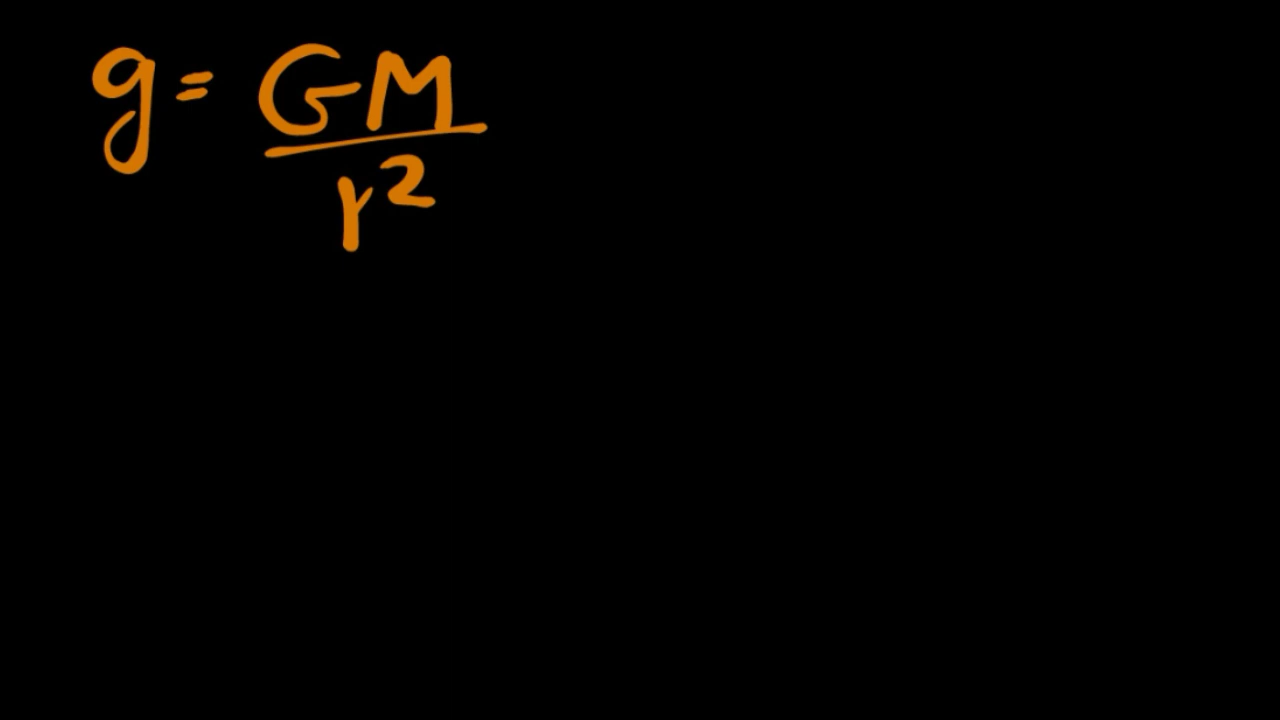 g = GM
r²